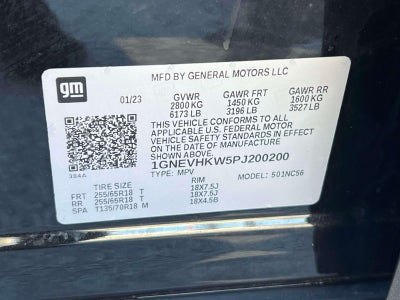 gm
MFD BY GENERAL MOTORS LLC
01/23 GVWR GAWR FRT GAWR RR
2800 KG 1450 KG 1600 KG
6173 LB 3196 LB 3527 LB
THIS VEHICLE CONFORMS TO ALL
APPLICABLE U.S. FEDERAL MOTOR
VEHICLE SAFETY STANDARDS IN EFFECT
ON THE DATE OF MANUFACTURE SHOWN ABOVE.
1GNEVHKW5PJ200200
TYPE: MPV MODEL: S01NC56
384A
TIRE SIZE RIM
FRT 255/65R18 T 18X7.5J
RR 255/65R18 T 18X7.5J
SPA T135/70R18 M 18X4.5B